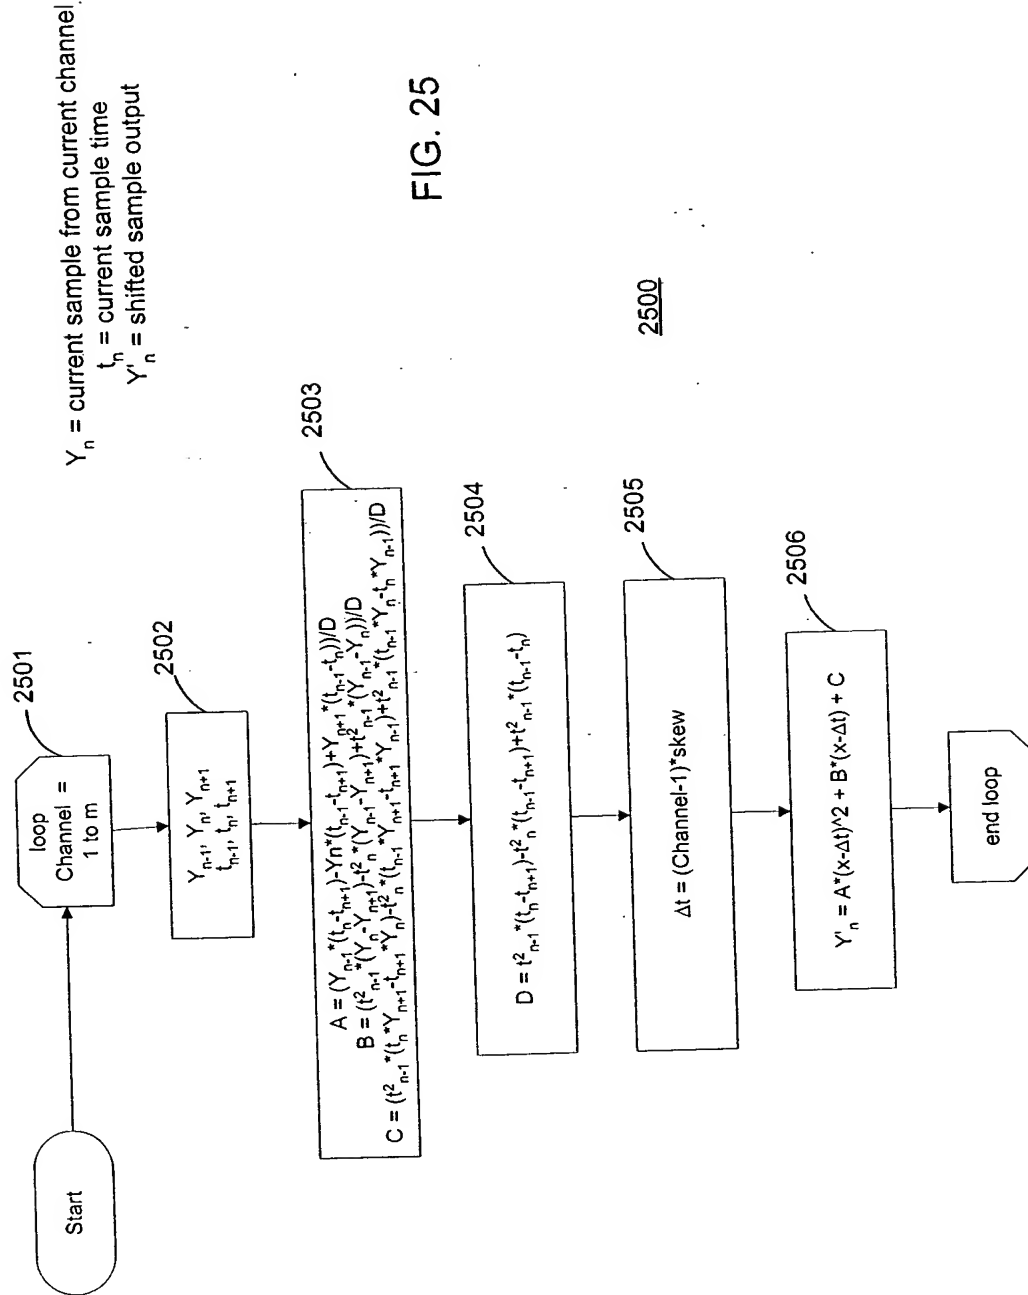 Start
loop
Channel =
1 to m
2501
Yₙ₋₁, Yₙ, Yₙ₊₁
tₙ₋₁, tₙ, tₙ₊₁
2502
A = (Yₙ₋₁*(tₙ-tₙ₊₁)-Yn*(tₙ₋₁-tₙ₊₁)+Yₙ₊₁*(tₙ₋₁-tₙ))/D
B = (t²ₙ₋₁*(Yₙ-Yₙ₊₁)-t²ₙ*(Yₙ₋₁-Yₙ₊₁)+t²ₙ₋₁*(Yₙ₋₁-Yₙ))/D
C = (t²ₙ₋₁*(tₙ*Yₙ₊₁-tₙ₊₁*Yₙ)-t²ₙ*(tₙ₋₁*Yₙ₊₁-tₙ₊₁*Yₙ₋₁)+t²ₙ₋₁*(tₙ₋₁*Yₙ-tₙ*Yₙ₋₁))/D
2503
D = t²ₙ₋₁*(tₙ-tₙ₊₁)-t²ₙ*(tₙ₋₁-tₙ₊₁)+t²ₙ₋₁*(tₙ₋₁-tₙ)
2504
Δt = (Channel-1)*skew
2505
Y'ₙ = A*(x-Δt)^2 + B*(x-Δt) + C
2506
end loop
2500
Yₙ = current sample from current channel
tₙ = current sample time
Y'ₙ = shifted sample output
FIG. 25